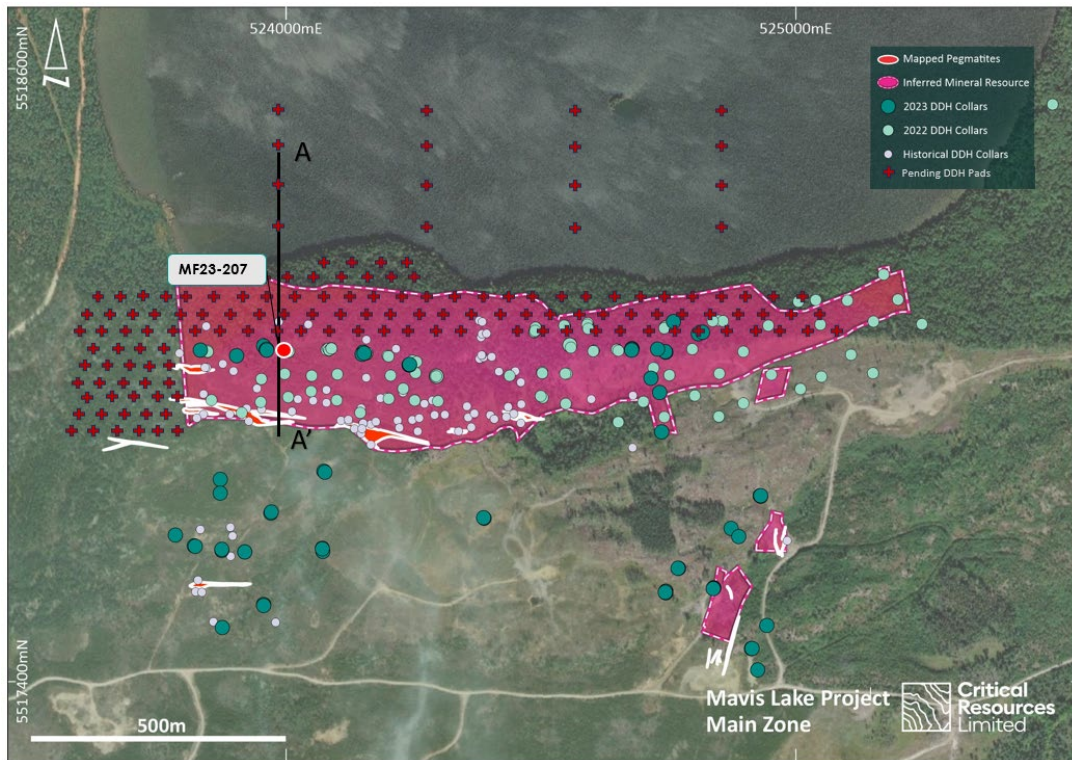 524000mE
525000mE
5518600mN
N
Mapped Pegmatites
Inferred Mineral Resource
2023 DDH Collars
2022 DDH Collars
Historical DDH Collars
Pending DDH Pads
A
MF23-207
A'
5517400mN
500m
Mavis Lake Project
Main Zone
Critical
Resources
Limited